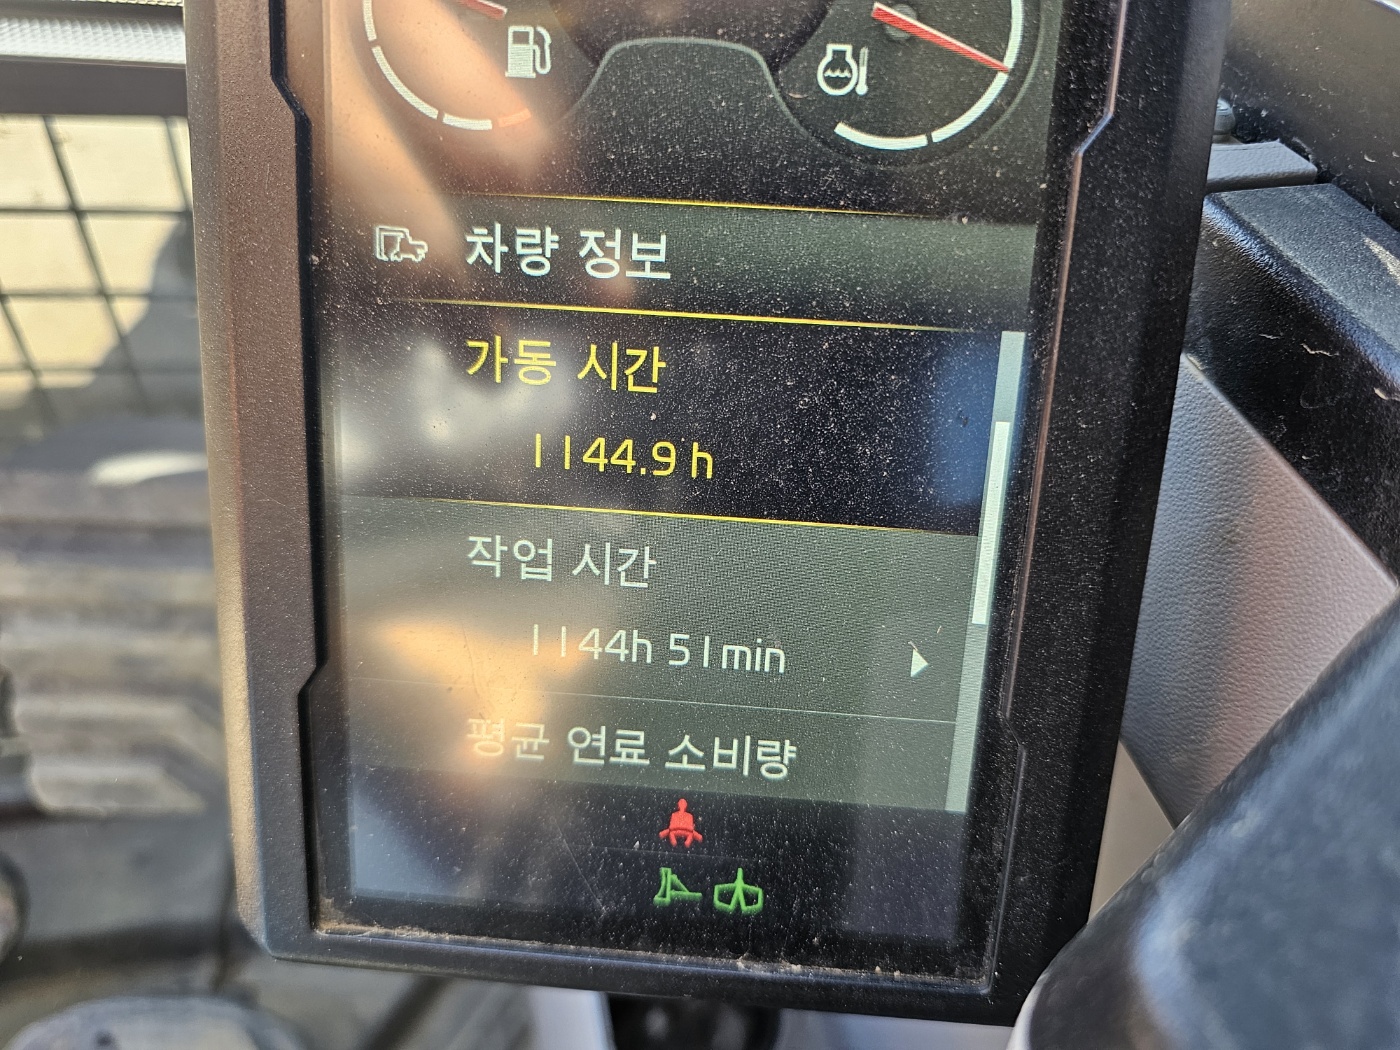 차량 정보
가동 시간
1144.9 h
작업 시간
1144h 51min
평균 연료 소비량